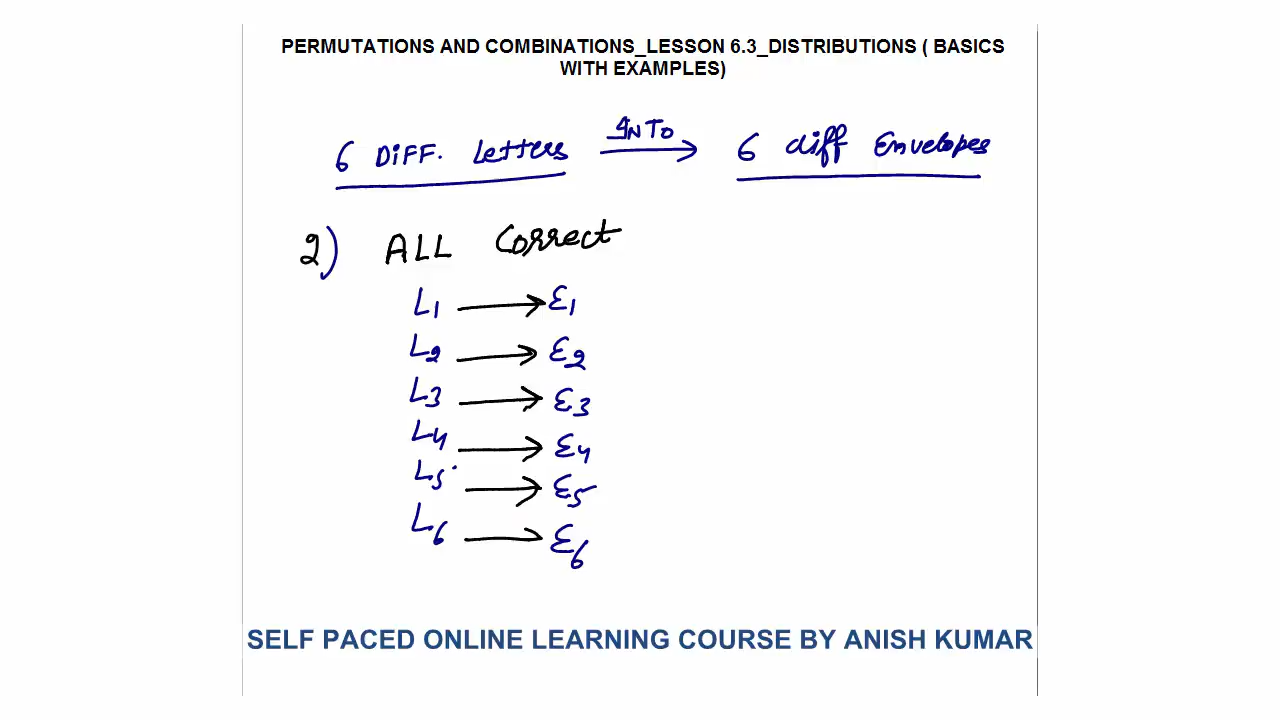 PERMUTATIONS AND COMBINATIONS_LESSON 6.3_DISTRIBUTIONS ( BASICS
WITH EXAMPLES)
6 DIFF. Letters INTO 6 diff Envelopes
2) ALL Correct
L1 → E1
L2 → E2
L3 → E3
L4 → E4
L5 → E5
L6 → E6
SELF PACED ONLINE LEARNING COURSE BY ANISH KUMAR